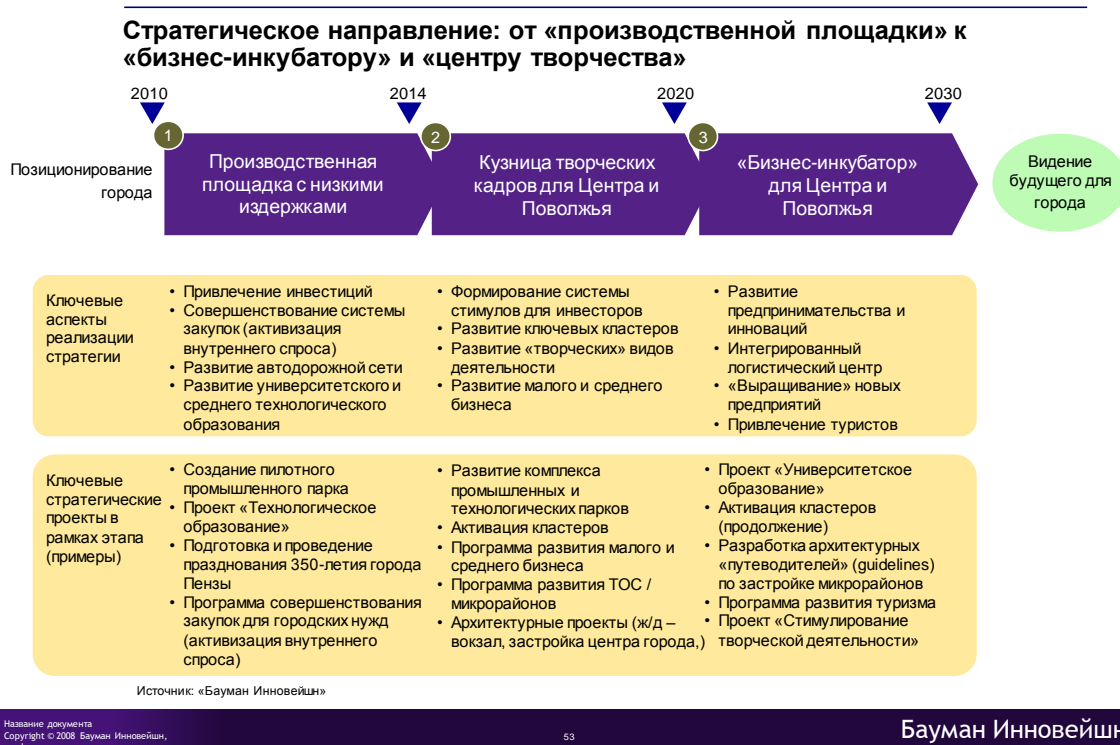 Стратегическое направление: от «производственной площадки» к
«бизнес-инкубатору» и «центру творчества»
2010
2014
2020
2030
Позиционирование
города
1
Производственная
площадка с низкими
издержками
2
Кузница творческих
кадров для Центра и
Поволжья
3
«Бизнес-инкубатор»
для Центра и
Поволжья
Видение
будущего для
города
Ключевые
аспекты
реализации
стратегии
• Привлечение инвестиций
• Совершенствование системы
закупок (активизация
внутреннего спроса)
• Развитие автодорожной сети
• Развитие университетского и
среднего технологического
образования
• Формирование системы
стимулов для инвесторов
• Развитие ключевых кластеров
• Развитие «творческих» видов
деятельности
• Развитие малого и среднего
бизнеса
• Развитие
предпринимательства и
инноваций
• Интегрированный
логистический центр
• «Выращивание» новых
предприятий
• Привлечение туристов
Ключевые
стратегические
проекты в
рамках этапа
(примеры)
• Создание пилотного
промышленного парка
• Проект «Технологическое
образование»
• Подготовка и проведение
празднования 350-летия города
Пензы
• Программа совершенствования
закупок для городских нужд
(активизация внутреннего
спроса)
• Развитие комплекса
промышленных и
технологических парков
• Активация кластеров
• Программа развития малого и
среднего бизнеса
• Программа развития ТОС /
микрорайонов
• Архитектурные проекты (ж/д –
вокзал, застройка центра города,)
• Проект «Университетское
образование»
• Активация кластеров
(продолжение)
• Разработка архитектурных
«путеводителей» (guidelines)
по застройке микрорайонов
• Программа развития туризма
• Проект «Стимулирование
творческой деятельности»
Источник: «Бауман Инновейшн»
Название документа
Copyright © 2008 Бауман Инновейшн,
53
Бауман Инновейшн